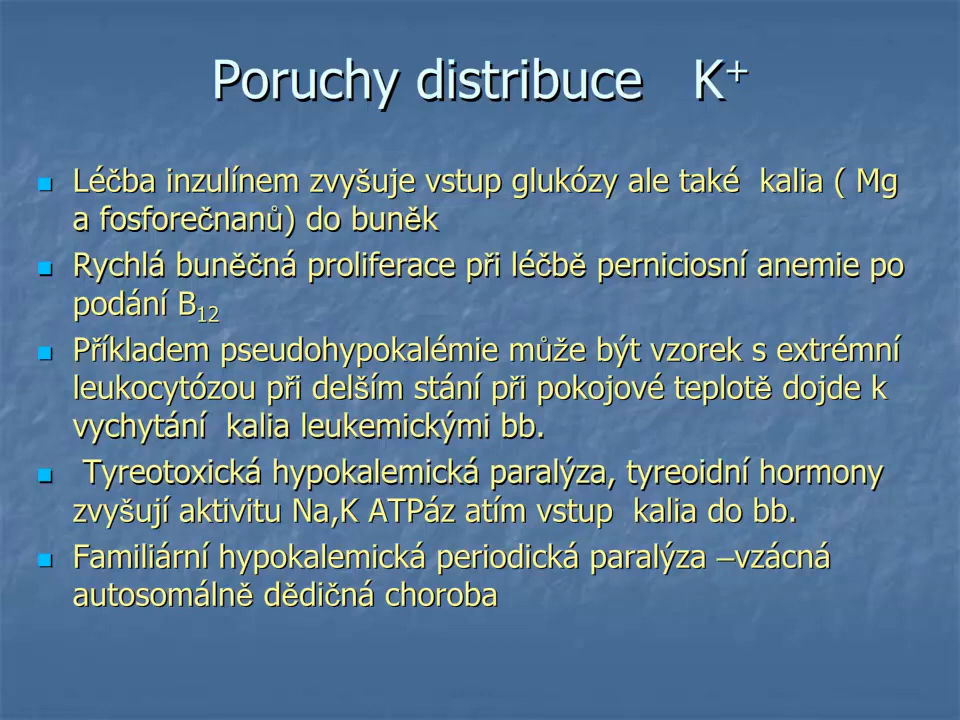 Poruchy distribuce K⁺
Léčba inzulínem zvyšuje vstup glukózy ale také kalia ( Mg
a fosforečnanů) do buněk
Rychlá buněčná proliferace při léčbě perniciosní anemie po
podání B₁₂
Příkladem pseudohypokalémie může být vzorek s extrémní
leukocytózou při delším stání při pokojové teplotě dojde k
vychytání kalia leukemickými bb.
Tyreotoxická hypokalemická paralýza, tyreoidní hormony
zvyšují aktivitu Na,K ATPáz atím vstup kalia do bb.
Familiární hypokalemická periodická paralýza –vzácná
autosomálně dědičná choroba